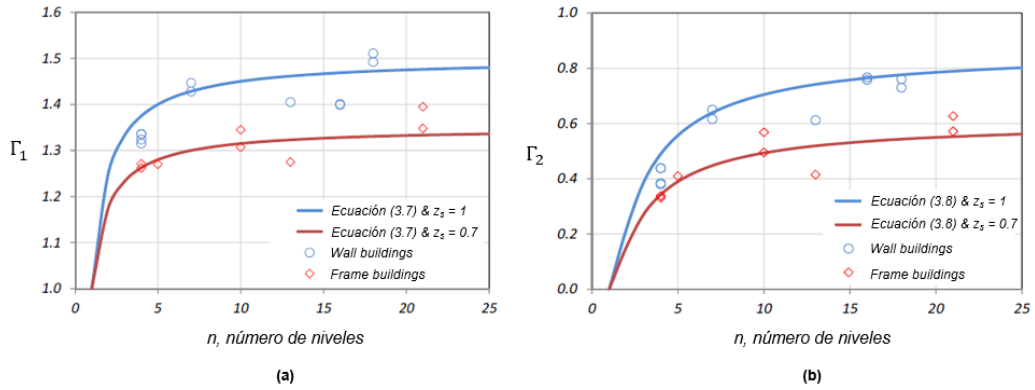 1.6
1.5
1.4
1.3
1.2
1.1
1.0
Γ1
0
5
10
15
20
25
n, número de niveles
Ecuación (3.7) & zs = 1
Ecuación (3.7) & zs = 0.7
Wall buildings
Frame buildings
(a)
1.0
0.8
0.6
0.4
0.2
0.0
Γ2
0
5
10
15
20
25
n, número de niveles
Ecuación (3.8) & zs = 1
Ecuación (3.8) & zs = 0.7
Wall buildings
Frame buildings
(b)